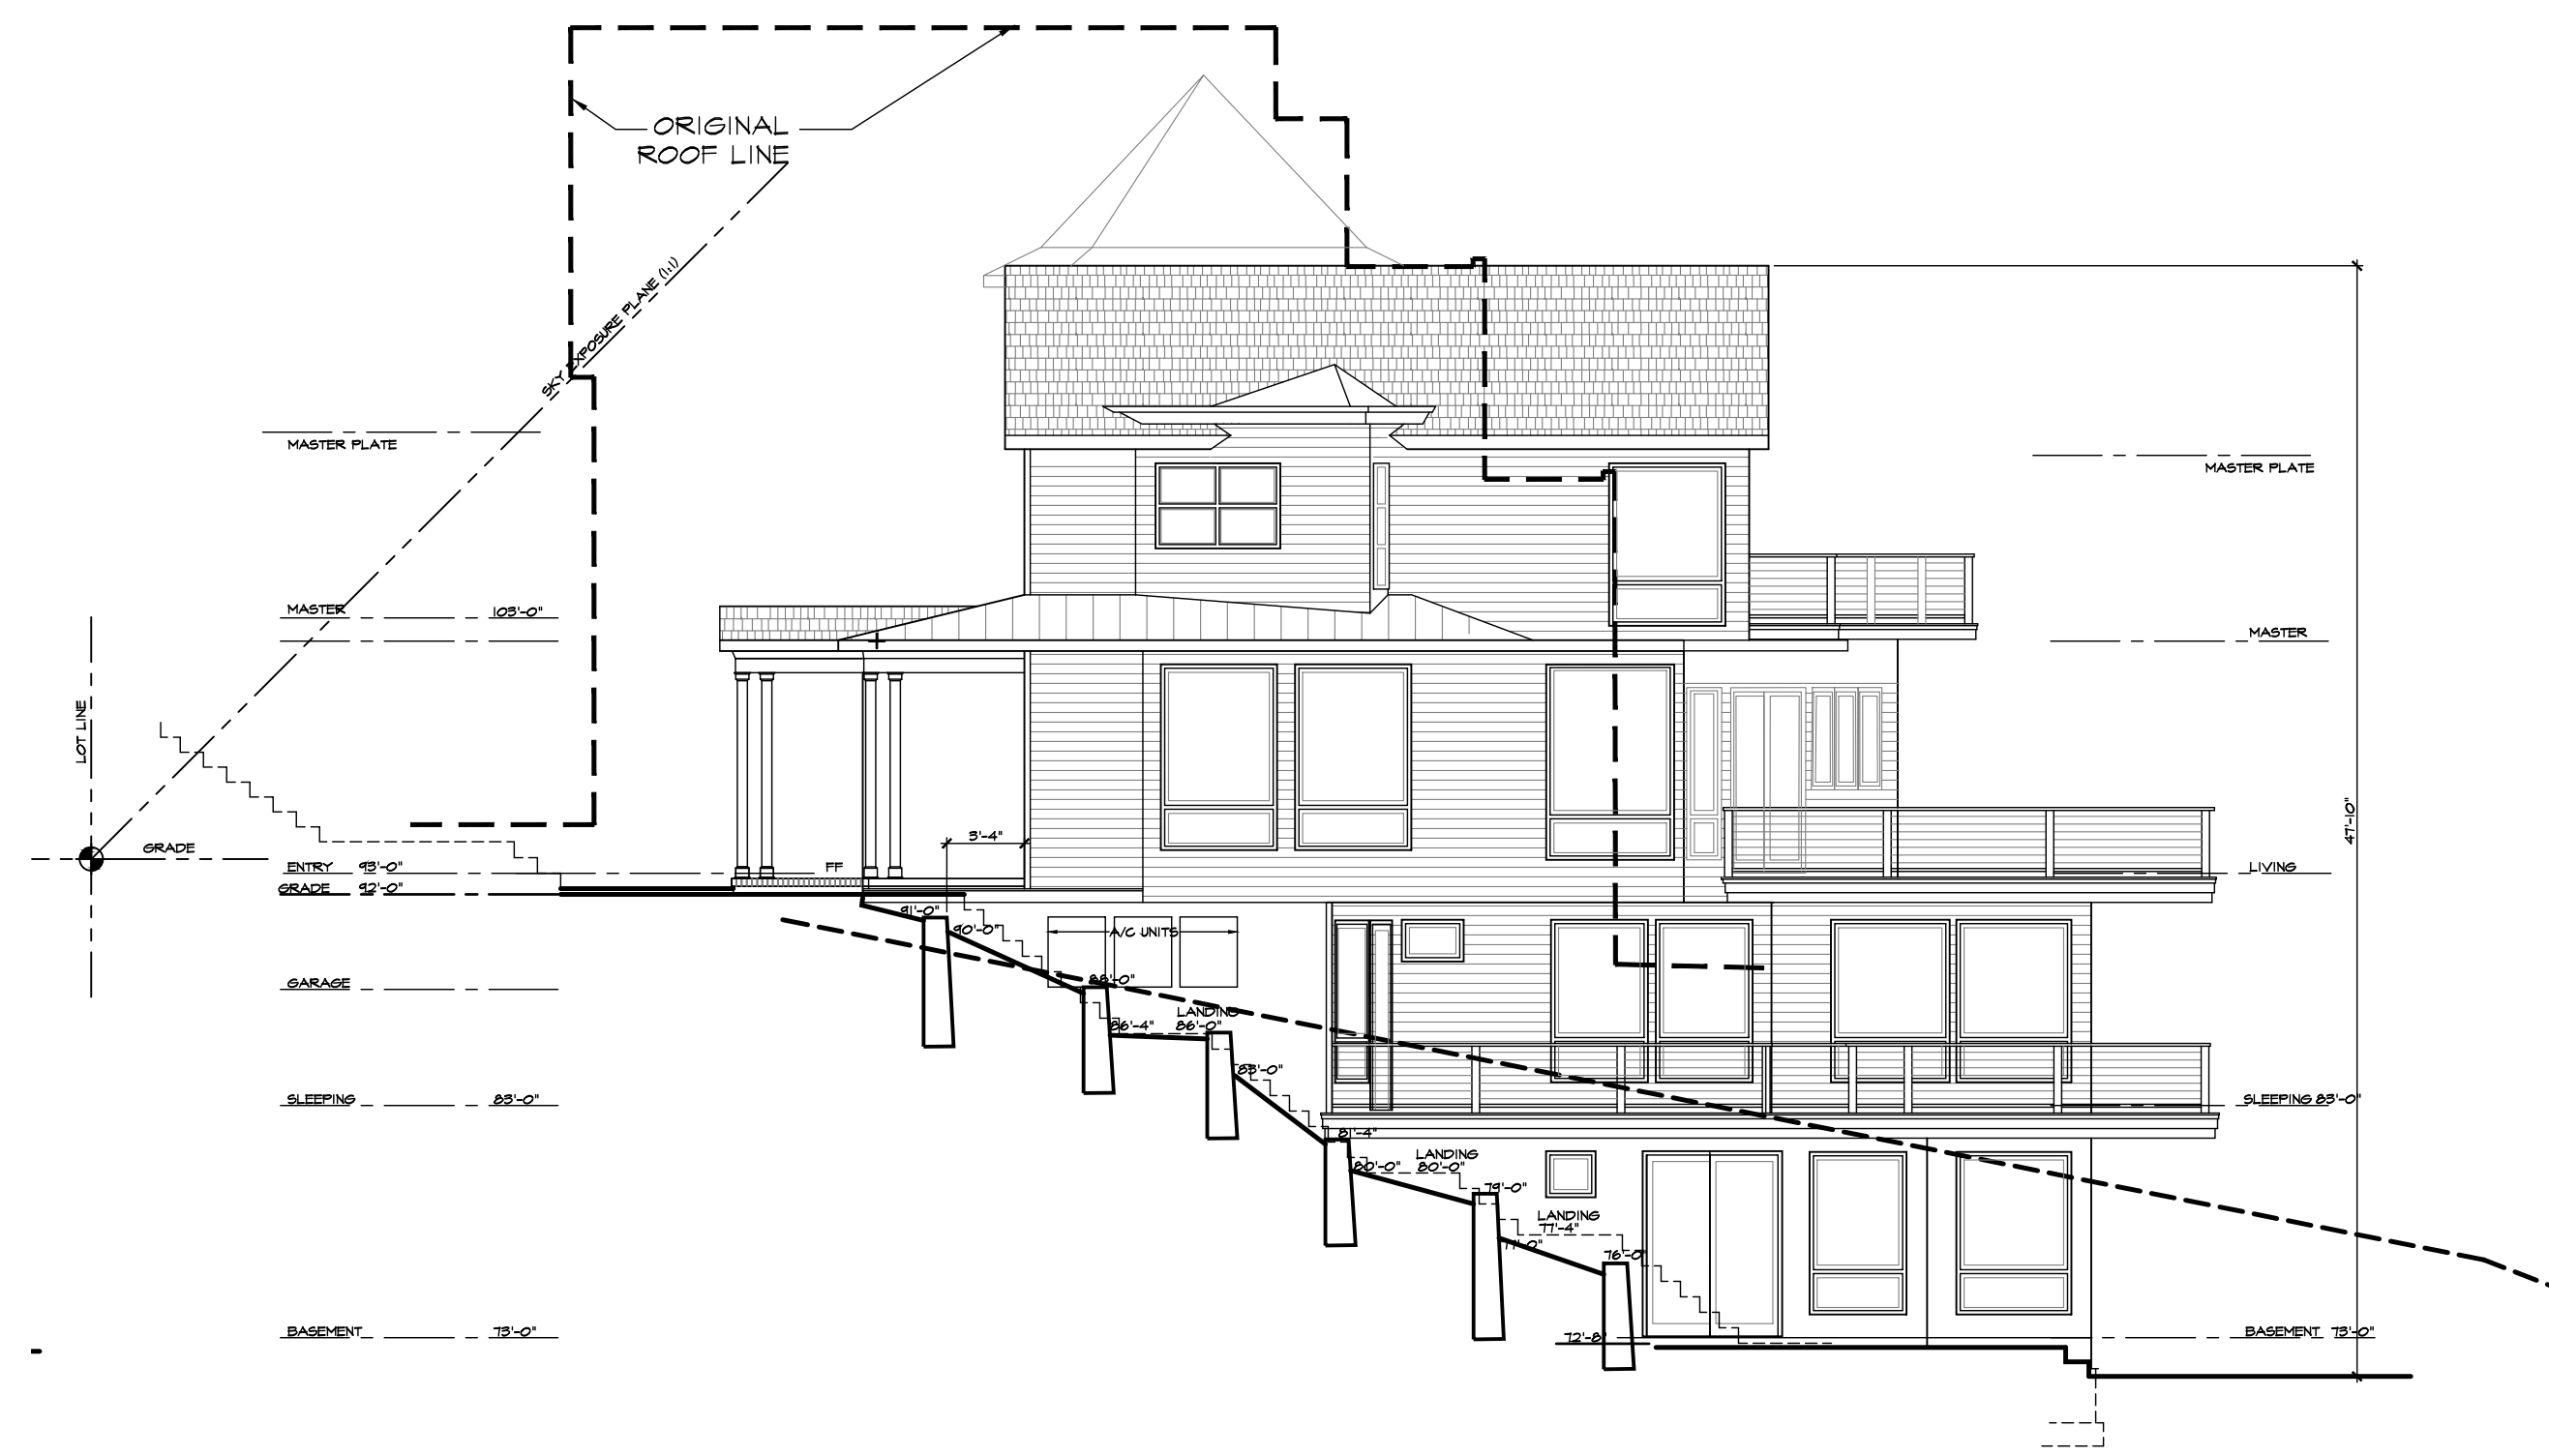 ORIGINAL
ROOF LINE
SKY EXPOSURE PLANE (1:1)
MASTER PLATE
MASTER PLATE
MASTER 103'-0"
MASTER
LOT LINE
GRADE
3'-4"
47'-10"
ENTRY 93'-0"
FF
LIVING
GRADE 92'-0"
91'-0"
90'-0"
A/C UNITS
88'-0"
GARAGE
LANDING
86'-4" 86'-0"
83'-0"
SLEEPING 83'-0"
SLEEPING 83'-0"
81'-4"
LANDING
80'-0" 80'-0"
79'-0"
LANDING
77'-4"
77'-0"
76'-0"
BASEMENT 73'-0"
72'-8"
BASEMENT 73'-0"